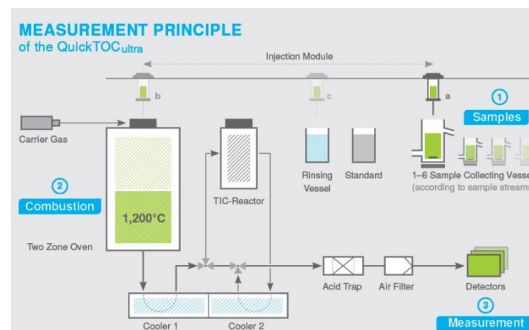 MEASUREMENT PRINCIPLE
of the QuickTOCultra
Injection Module
b
c
a
1
Samples
Carrier Gas
2
Combustion
1,200°C
Two Zone Oven
TIC-Reactor
Rinsing
Vessel
Standard
1–6 Sample Collecting Vesse
(according to sample stream
Acid Trap
Air Filter
Detectors
3
Measurement
Cooler 1
Cooler 2